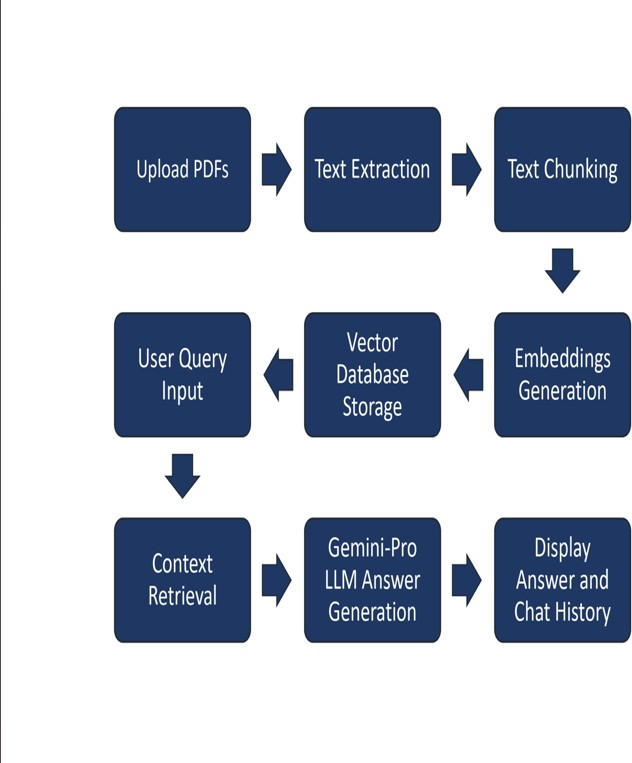 Upload PDFs
Text Extraction
Text Chunking
User Query
Input
Vector
Database
Storage
Embeddings
Generation
Context
Retrieval
Gemini-Pro
LLM Answer
Generation
Display
Answer and
Chat History